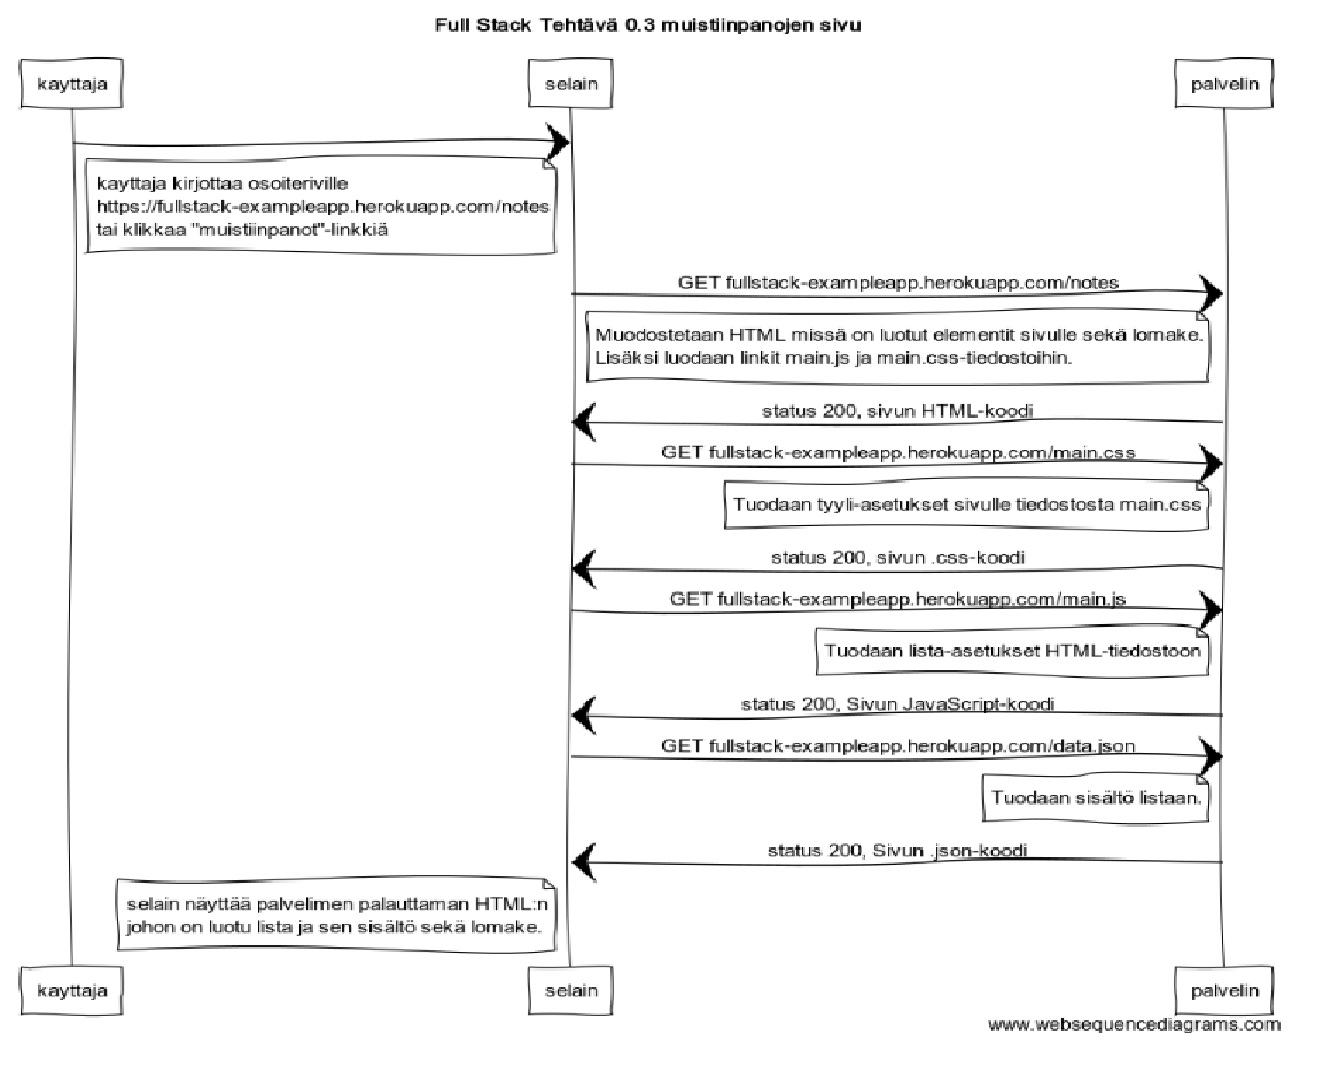 Full Stack Tehtävä 0.3 muistiinpanojen sivu
kayttaja
selain
palvelin
kayttaja kirjottaa osoiteriville
https://fullstack-exampleapp.herokuapp.com/notes
tai klikkaa "muistiinpanot"-linkkiä
GET fullstack-exampleapp.herokuapp.com/notes
Muodostetaan HTML missä on luotut elementit sivulle sekä lomake.
Lisäksi luodaan linkit main.js ja main.css-tiedostoihin.
status 200, sivun HTML-koodi
GET fullstack-exampleapp.herokuapp.com/main.css
Tuodaan tyyli-asetukset sivulle tiedostosta main.css
status 200, sivun .css-koodi
GET fullstack-exampleapp.herokuapp.com/main.js
Tuodaan lista-asetukset HTML-tiedostoon
status 200, Sivun JavaScript-koodi
GET fullstack-exampleapp.herokuapp.com/data.json
Tuodaan sisältö listaan.
status 200, Sivun .json-koodi
selain näyttää palvelimen palauttaman HTML:n
johon on luotu lista ja sen sisältö sekä lomake.
kayttaja
selain
palvelin
www.websequencediagrams.com